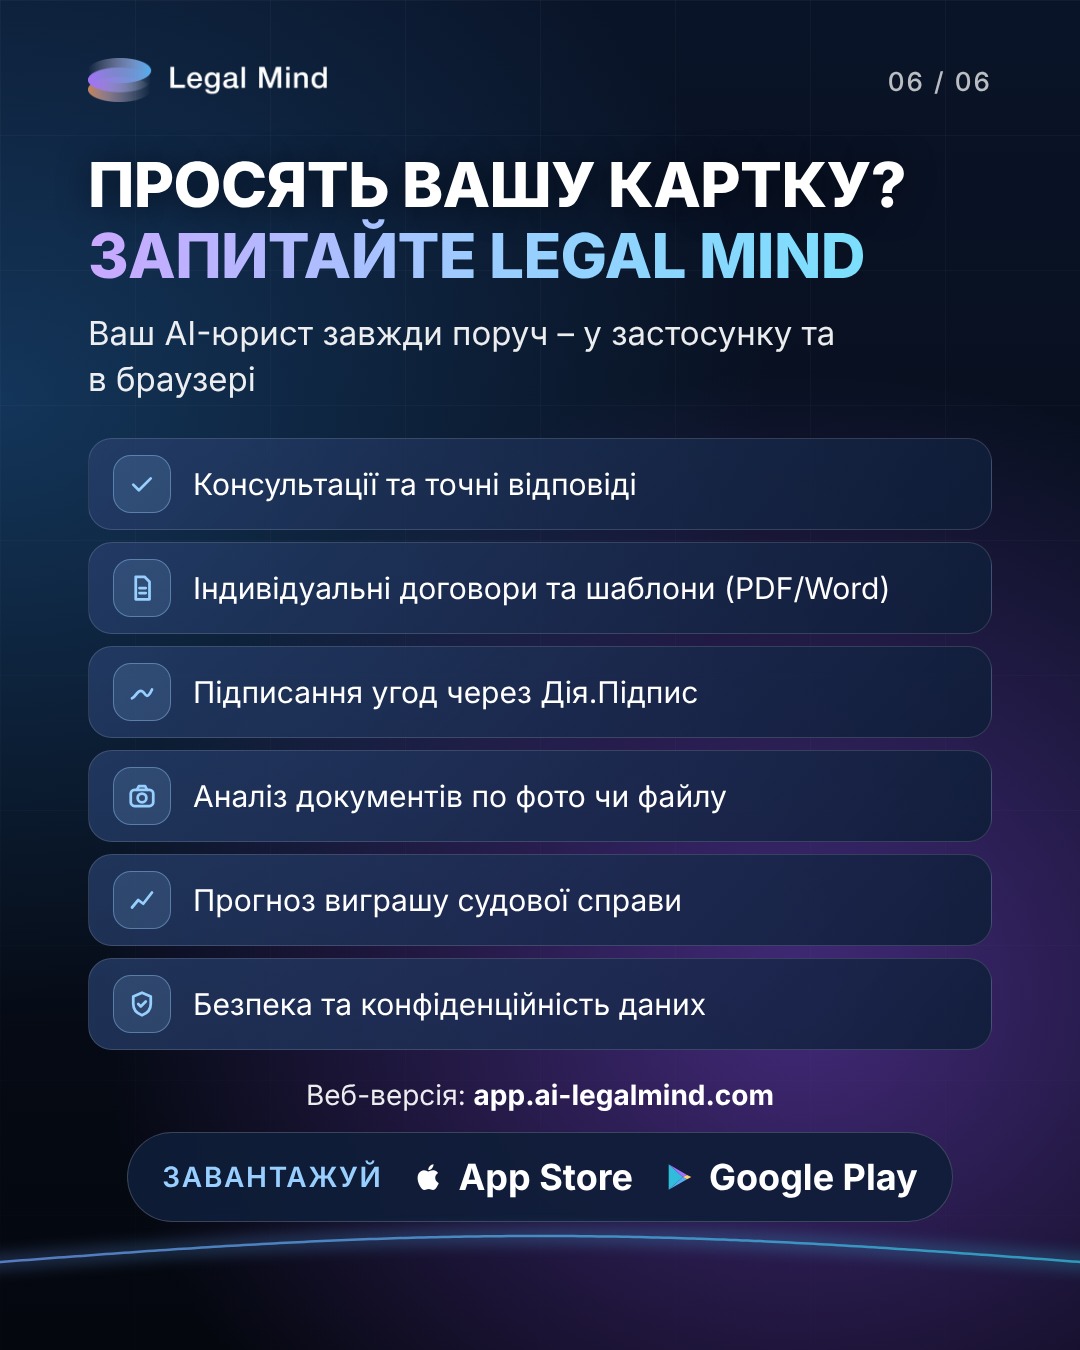 Legal Mind
06 / 06
ПРОСЯТЬ ВАШУ КАРТКУ?
ЗАПИТАЙТЕ LEGAL MIND
Ваш AI-юрист завжди поруч – у застосунку та
в браузері
Консультації та точні відповіді
Індивідуальні договори та шаблони (PDF/Word)
Підписання угод через Дія.Підпис
Аналіз документів по фото чи файлу
Прогноз виграшу судової справи
Безпека та конфіденційність даних
Веб-версія: app.ai-legalmind.com
ЗАВАНТАЖУЙ App Store Google Play